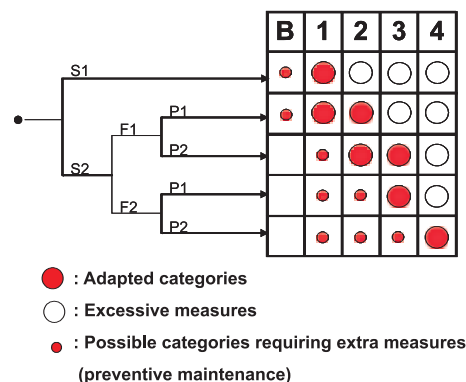 B 1 2 3 4
S1
F1 P1
P2
S2
P1
F2 P2
: Adapted categories
: Excessive measures
: Possible categories requiring extra measures
(preventive maintenance)